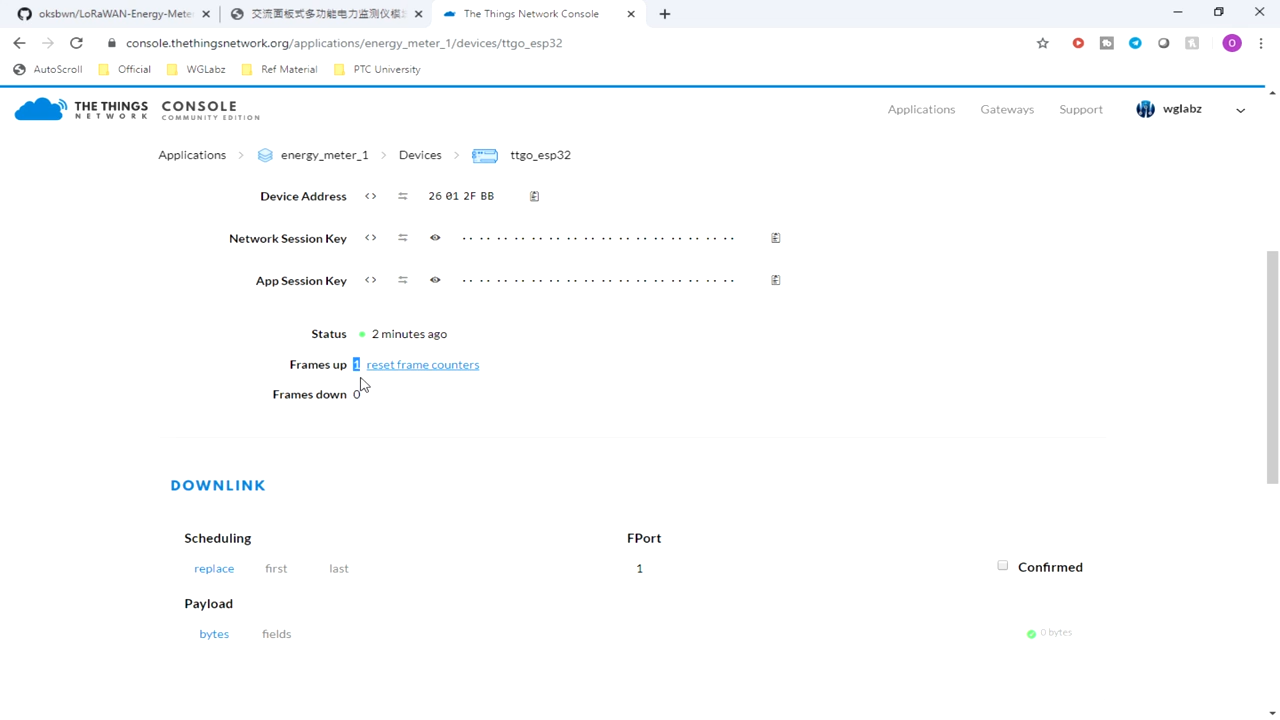 oksbwn/LoRaWAN-Energy-Mete
交流面板式多功能电力监测仪模
The Things Network Console
console.thethingsnetwork.org/applications/energy_meter_1/devices/ttgo_esp32
O
AutoScroll
Official
WGLabz
Ref Material
PTC University
THE THINGS NETWORK
CONSOLE
COMMUNITY EDITION
Applications
Gateways
Support
wglabz
Applications > energy_meter_1 > Devices > ttgo_esp32
Device Address <> 26 01 2F BB
Network Session Key <>
App Session Key <>
Status 2 minutes ago
Frames up 1 reset frame counters
Frames down 0
DOWNLINK
Scheduling
FPort
replace first last
1
Confirmed
Payload
bytes fields
0 bytes